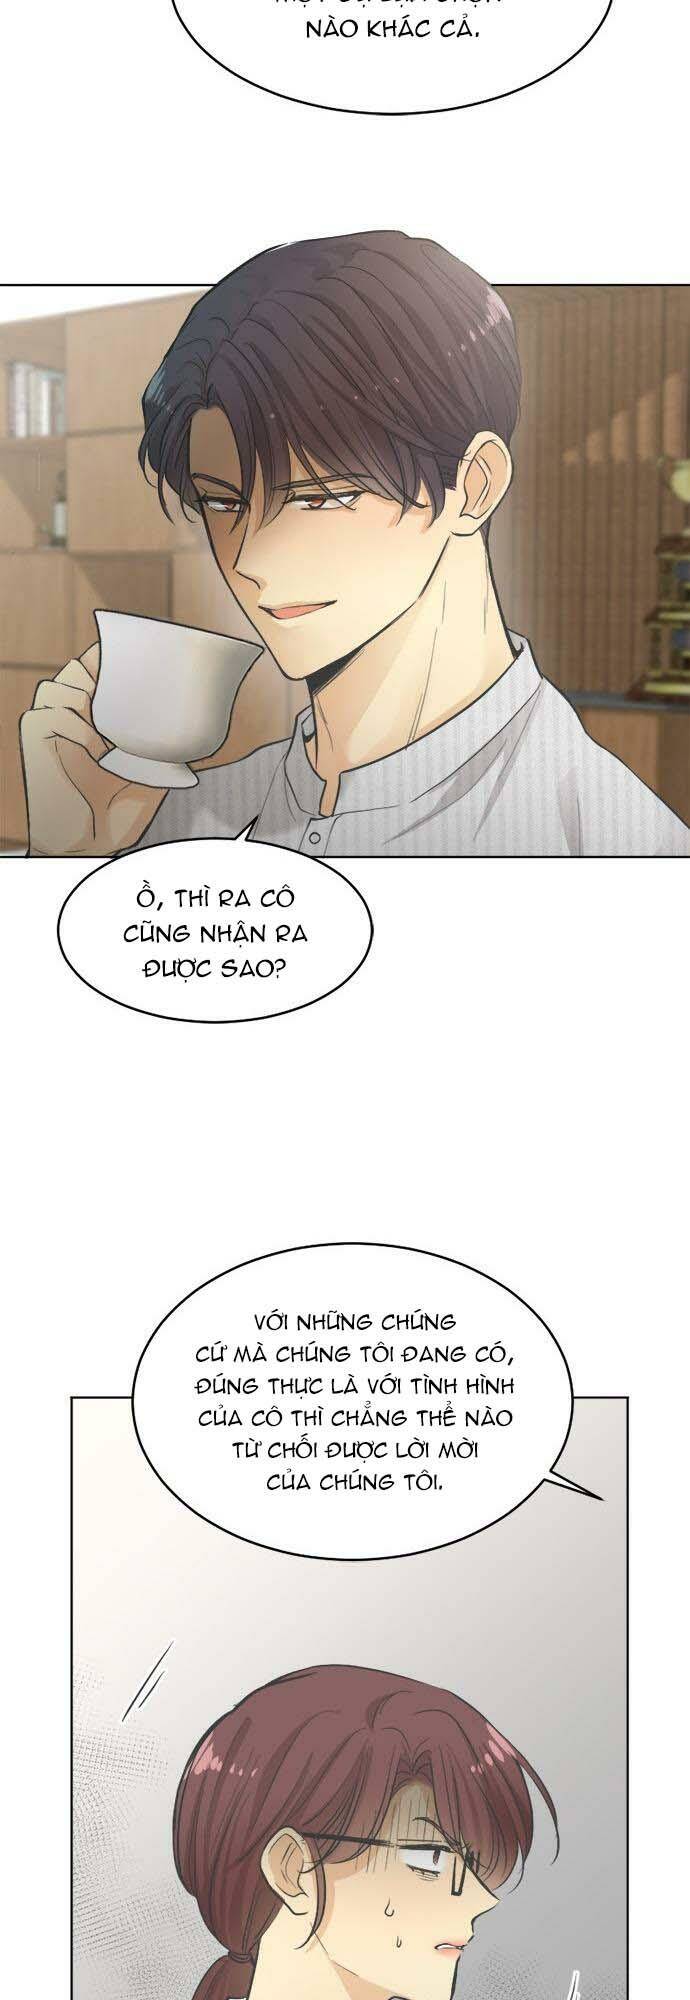 NÀO KHÁC CẢ.
Ồ, THÌ RA CÔ
CŨNG NHẬN RA
ĐƯỢC SAO?
VỚI NHỮNG CHỨNG
CỨ MÀ CHÚNG TÔI ĐANG CÓ,
ĐÚNG THỰC LÀ VỚI TÌNH HÌNH
CỦA CÔ THÌ CHẲNG THỂ NÀO
TỪ CHỐI ĐƯỢC LỜI MỜI
CỦA CHÚNG TÔI.